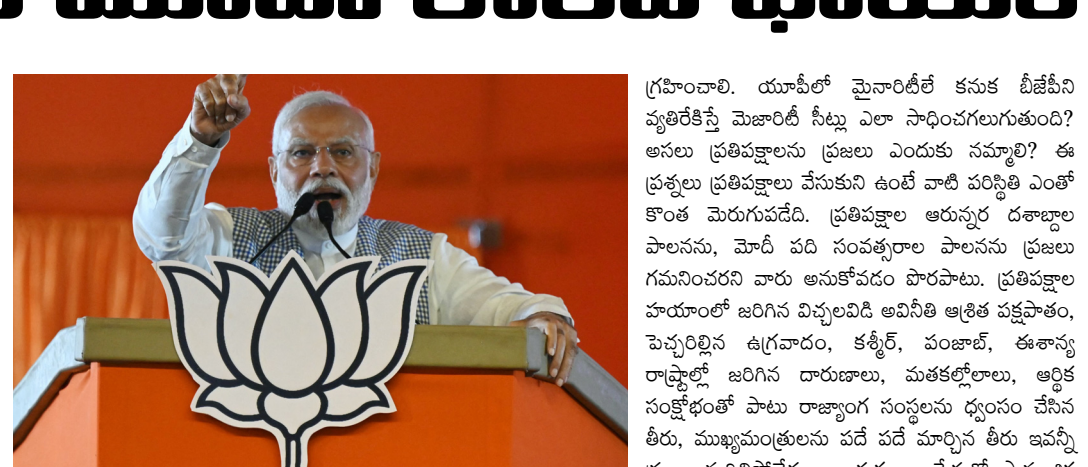 గ్రహించాలి. యూపీలో మైనారిటీలే కనుక బీజేపీని
వ్యతిరేకిస్తే మెజారిటీ సీట్లు ఎలా సాధించగలుగుతుంది?
అసలు ప్రతిపక్షాలను ప్రజలు ఎందుకు నమ్మాలి? ఈ
ప్రశ్నలు ప్రతిపక్షాలు వేసుకుని ఉంటే వాటి పరిస్థితి ఎంతో
కొంత మెరుగుపడేది. ప్రతిపక్షాల ఆరున్నర దశాబ్దాల
పాలనను, మోదీ పది సంవత్సరాల పాలనను ప్రజలు
గమనించరని వారు అనుకోవడం పొరపాటు. ప్రతిపక్షాల
హయాంలో జరిగిన విచ్చలవిడి అవినీతి ఆశ్రిత పక్షపాతం,
పెచ్చరిల్లిన ఉగ్రవాదం, కశ్మీర్, పంజాబ్, ఈశాన్య
రాష్ట్రాల్లో జరిగిన దారుణాలు, మతకల్లోలాలు, ఆర్థిక
సంక్షోభంతో పాటు రాజ్యాంగ సంస్థలను ధ్వంసం చేసిన
తీరు, ముఖ్యమంత్రులను పదే పదే మార్చిన తీరు ఇవన్నీ